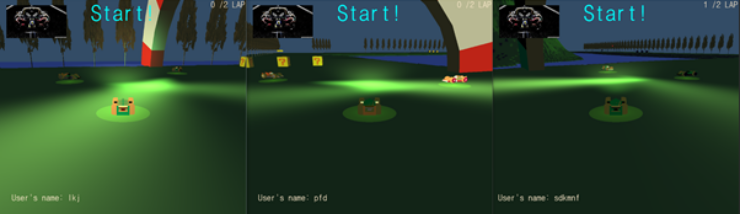 Start!
0 /2 LAP
User's name: lkj
Start!
0 /2 LAP
?
?
?
User's name: pfd
Start!
1 /2 LAP
User's name: sdkmnf